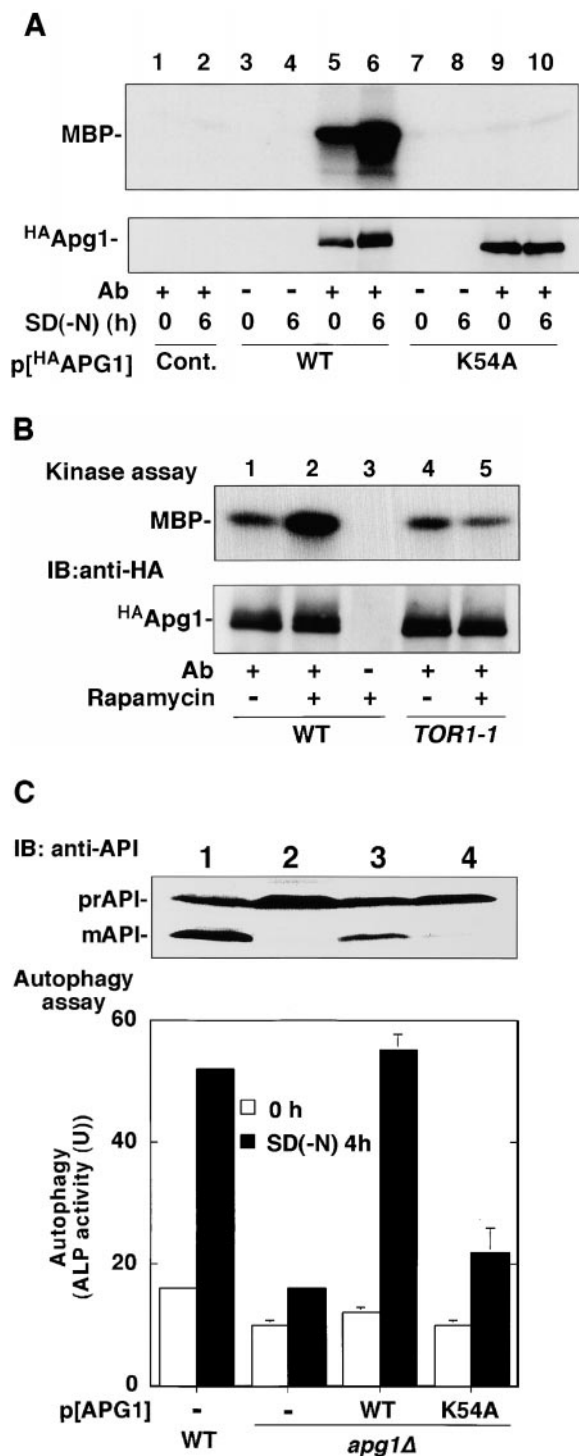 A
1 2 3 4 5 6 7 8 9 10
MBP-
HAApg1-
Ab + + - - + + - - + +
SD(-N) (h) 0 6 0 6 0 6 0 6 0 6
p[HAAPG1] Cont. WT K54A
B
Kinase assay 1 2 3 4 5
MBP-
IB:anti-HA
HAApg1-
Ab + + - + +
Rapamycin - + + - +
WT TOR1-1
C
IB: anti-API 1 2 3 4
prAPI-
mAPI-
Autophagy
assay
60
0 h
SD(-N) 4h
40
Autophagy
(ALP activity (U))
20
0
p[APG1] - - WT K54A
WT apg1Δ